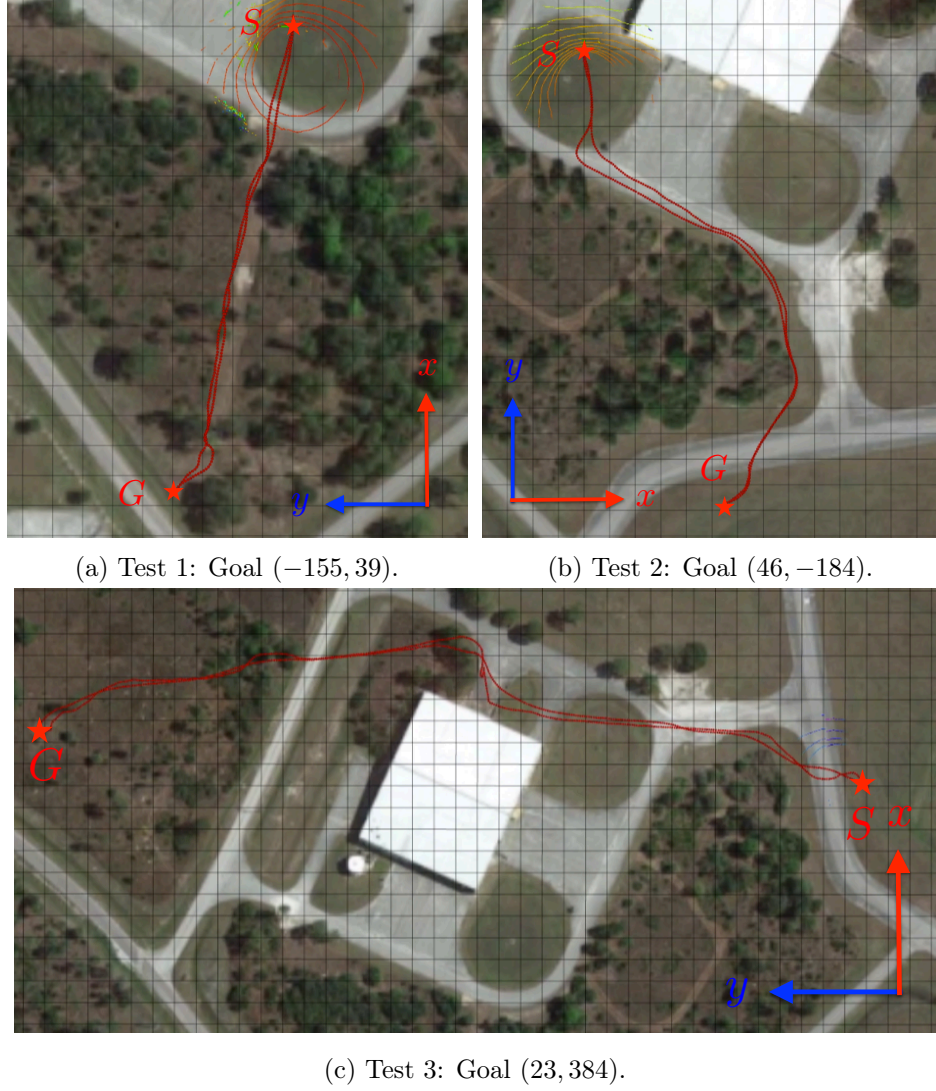 S
x
G
y
S
y
G
x
(a) Test 1: Goal (−155, 39).
(b) Test 2: Goal (46, −184).
G
S x
y
(c) Test 3: Goal (23, 384).